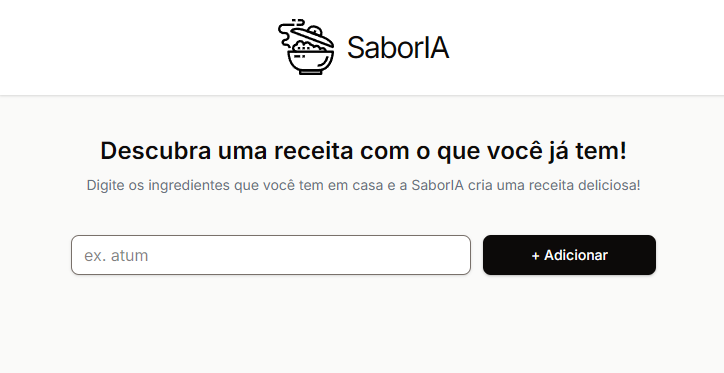 SaborIA
Descubra uma receita com o que você já tem!
Digite os ingredientes que você tem em casa e a SaborIA cria uma receita deliciosa!
ex. atum
+ Adicionar